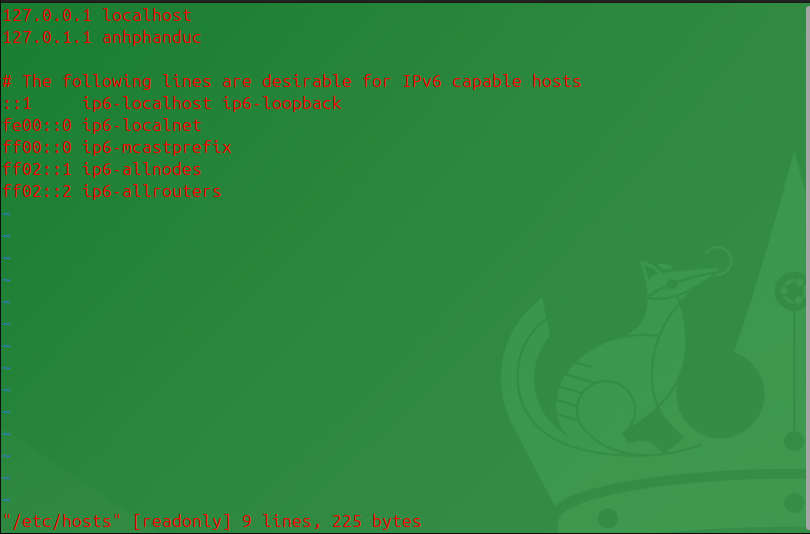 127.0.0.1 localhost
127.0.1.1 anhphanduc

# The following lines are desirable for IPv6 capable hosts
::1     ip6-localhost ip6-loopback
fe00::0 ip6-localnet
ff00::0 ip6-mcastprefix
ff02::1 ip6-allnodes
ff02::2 ip6-allrouters
~
~
~
~
~
~
~
~
~
~
~
~
~
~
"/etc/hosts" [readonly] 9 lines, 225 bytes